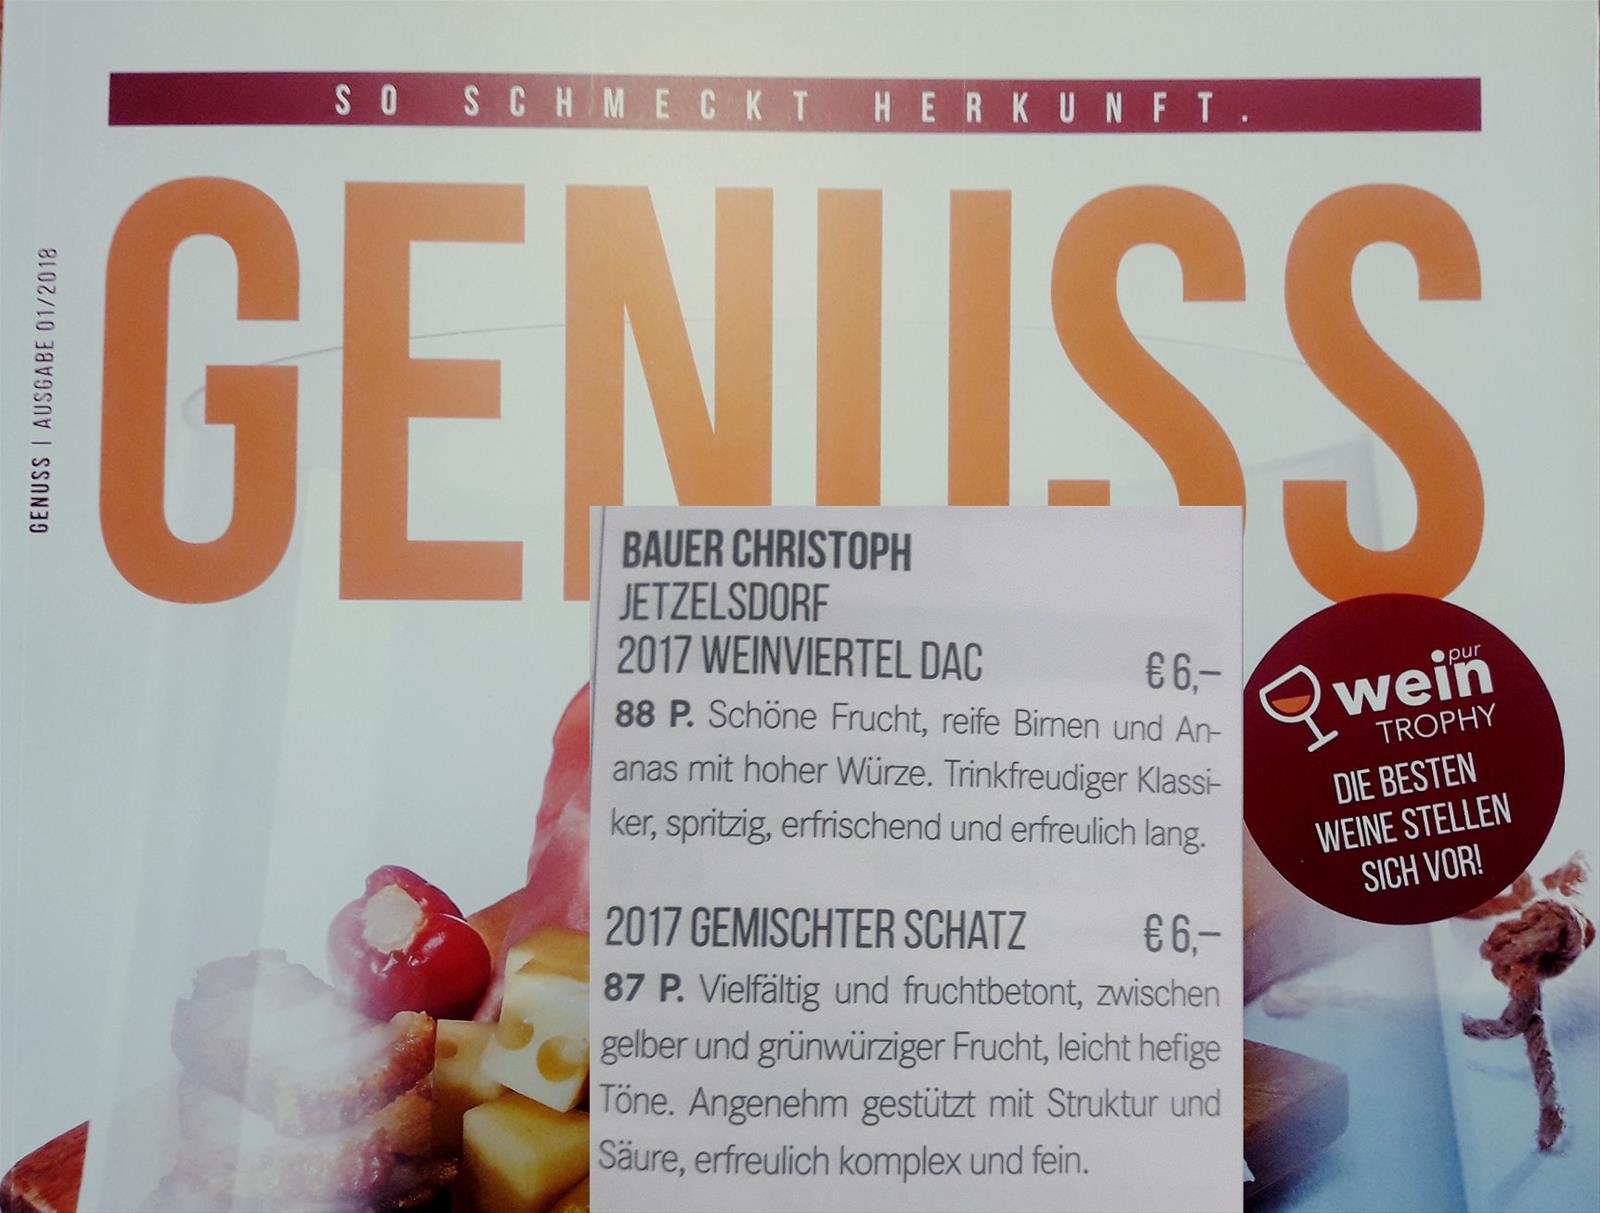 SO SCHMECKT HERKUNFT.
GENUSS
GENUSS | AUSGABE 01/2018
BAUER CHRISTOPH
JETZELSDORF
2017 WEINVIERTEL DAC € 6,–
88 P. Schöne Frucht, reife Birnen und An-
anas mit hoher Würze. Trinkfreudiger Klassi-
ker, spritzig, erfrischend und erfreulich lang.
2017 GEMISCHTER SCHATZ € 6,–
87 P. Vielfältig und fruchtbetont, zwischen
gelber und grünwürziger Frucht, leicht hefige
Töne. Angenehm gestützt mit Struktur und
Säure, erfreulich komplex und fein.
pur
wein
TROPHY
DIE BESTEN
WEINE STELLEN
SICH VOR!